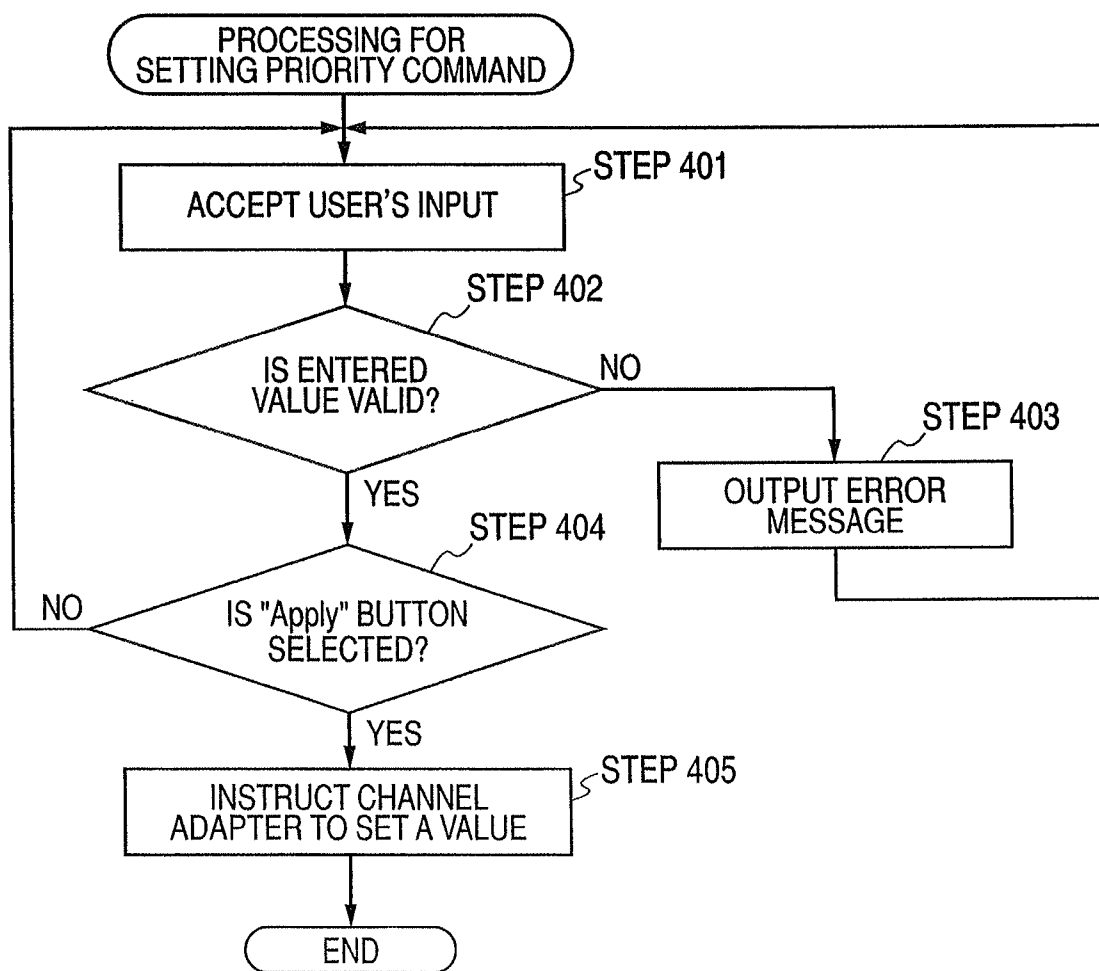 PROCESSING FOR
SETTING PRIORITY COMMAND
STEP 401
ACCEPT USER'S INPUT
STEP 402
IS ENTERED
VALUE VALID?
NO
STEP 403
OUTPUT ERROR
MESSAGE
YES
STEP 404
NO
IS "Apply" BUTTON
SELECTED?
YES
STEP 405
INSTRUCT CHANNEL
ADAPTER TO SET A VALUE
END